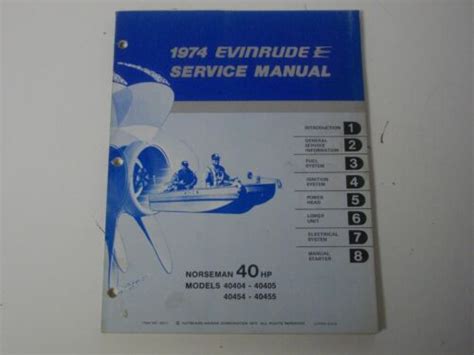 1974 EVINRUDE E
SERVICE MANUAL
INTRODUCTION 1
GENERAL SERVICE INFORMATION 2
FUEL SYSTEM 3
IGNITION SYSTEM 4
POWER HEAD 5
LOWER UNIT 6
ELECTRICAL SYSTEM 7
MANUAL STARTER 8
NORSEMAN 40 HP
MODELS 40404 - 40405
40454 - 40455